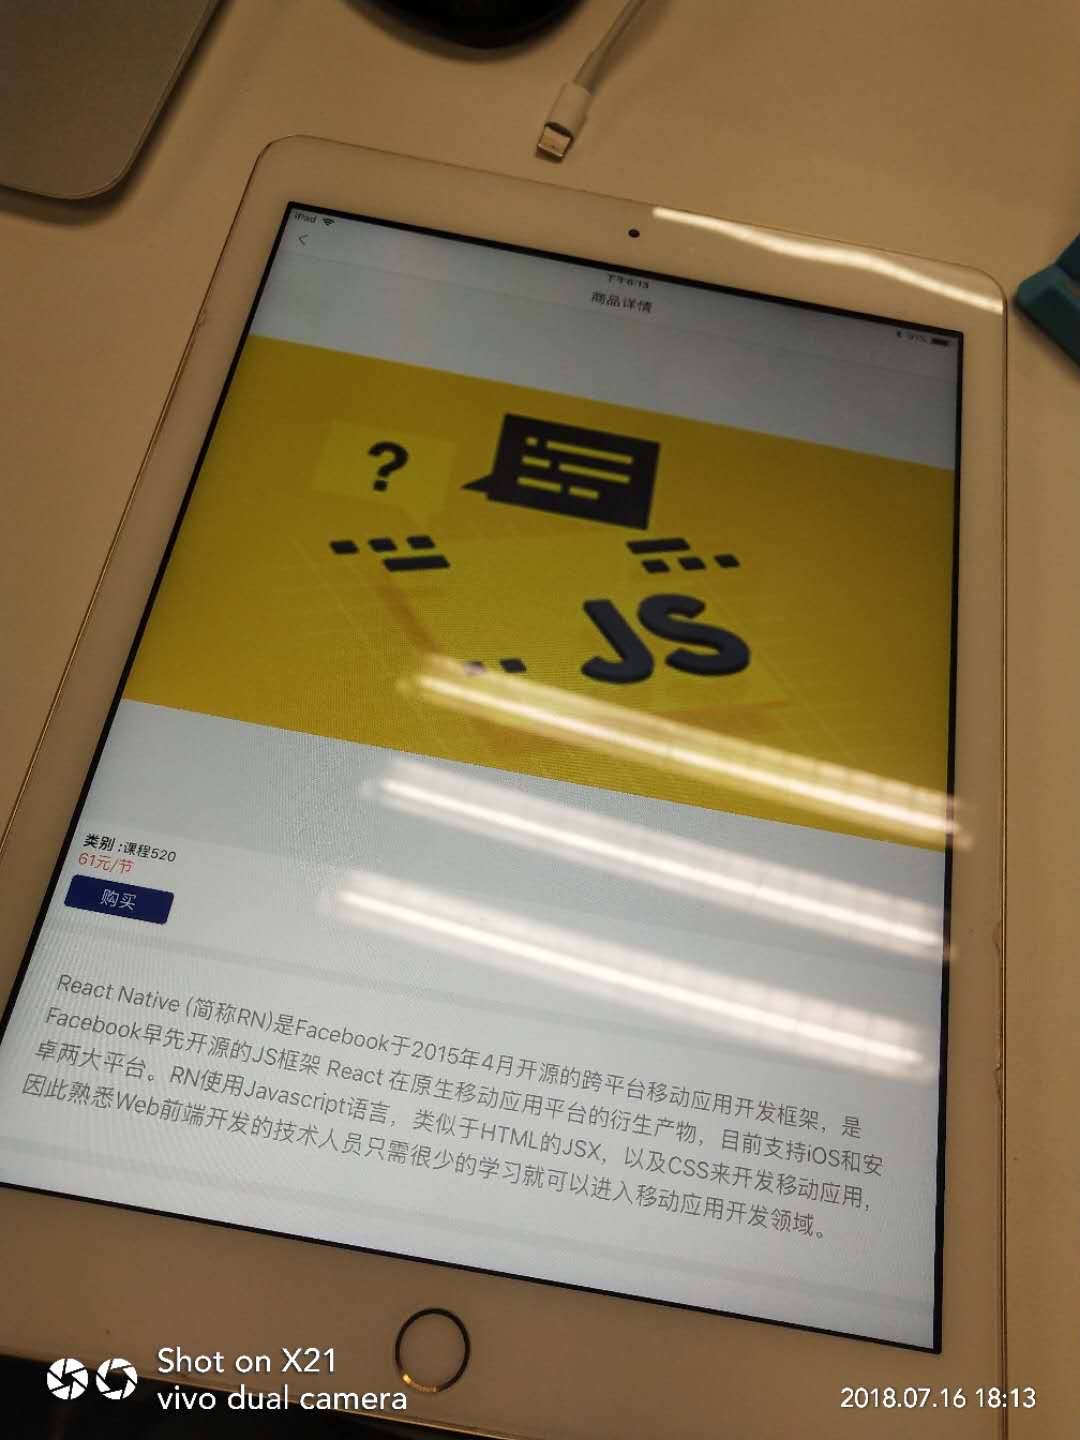 iPad
下午6:13
商品详情
91%
?
JS
类别 :课程520
61元/节
购买
React Native (简称RN)是Facebook于2015年4月开源的跨平台移动应用开发框架，是
Facebook早先开源的JS框架 React 在原生移动应用平台的衍生产物，目前支持iOS和安
卓两大平台。RN使用Javascript语言，类似于HTML的JSX，以及CSS来开发移动应用，
因此熟悉Web前端开发的技术人员只需很少的学习就可以进入移动应用开发领域。
Shot on X21
vivo dual camera
2018.07.16 18:13